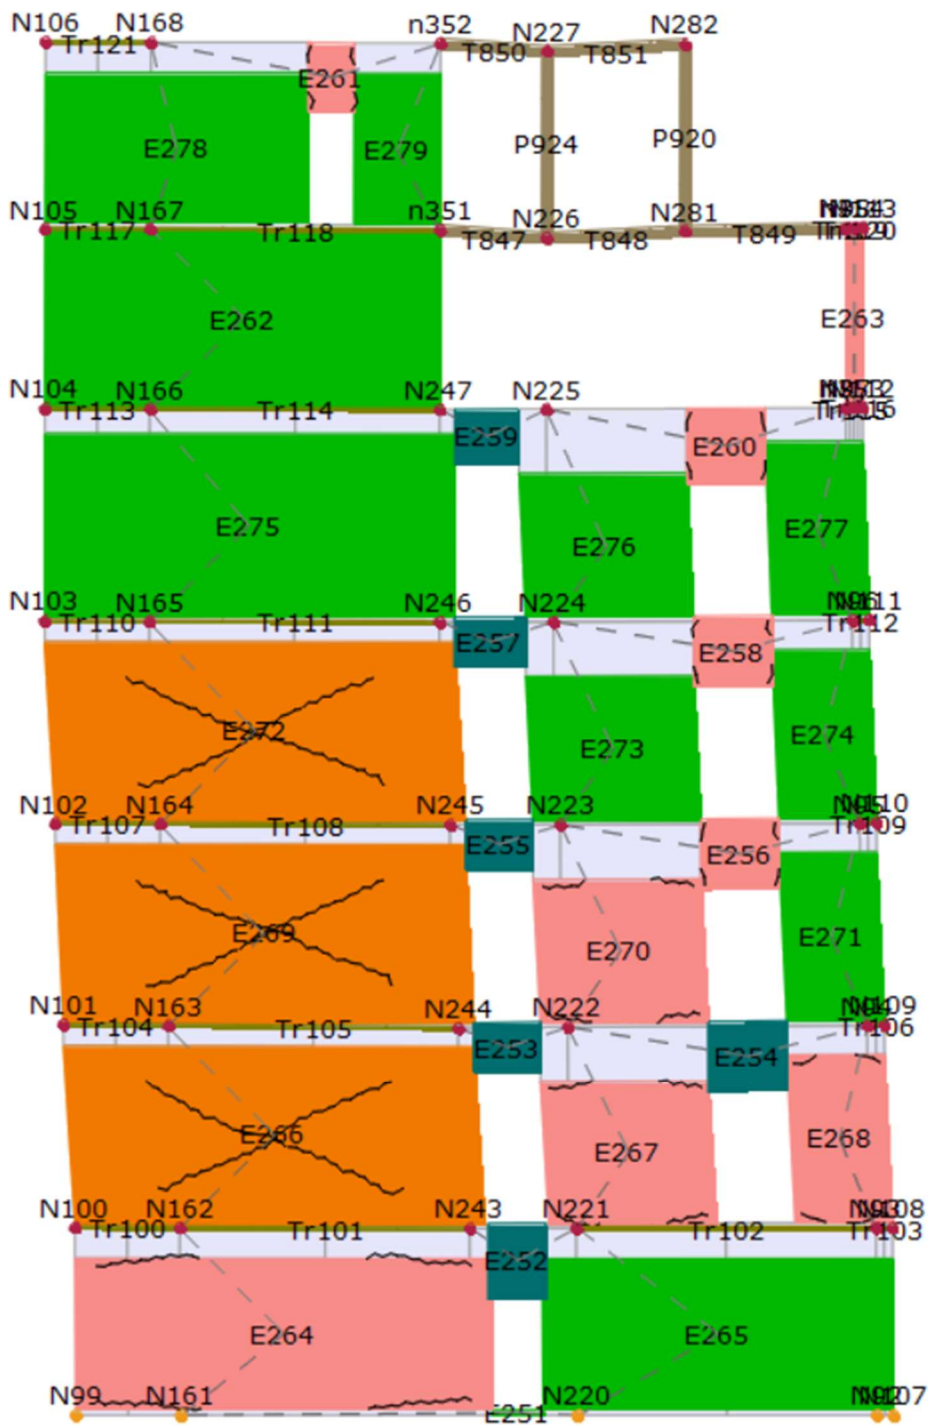 N106 N168 n352 N227 N282
Tr121 T850 T851
E261
E278 E279 P924 P920
N105 N167 n351 N226 N281
Tr117 Tr118 T847 T848 T849
E262 E263
N104 N166 N247 N225
Tr113 Tr114 E259 E260
E275 E276 E277
N103 N165 N246 N224
Tr110 Tr111 E257 E258 Tr112
E272 E273 E274
N102 N164 N245 N223 N110
Tr107 Tr108 E255 E256 Tr109
E269 E270 E271
N101 N163 N244 N222 N109
Tr104 Tr105 E253 E254 Tr106
E266 E267 E268
N100 N162 N243 N221 N108
Tr100 Tr101 E252 Tr102 Tr103
E264 E265
N99 N161 N220 N107
E251